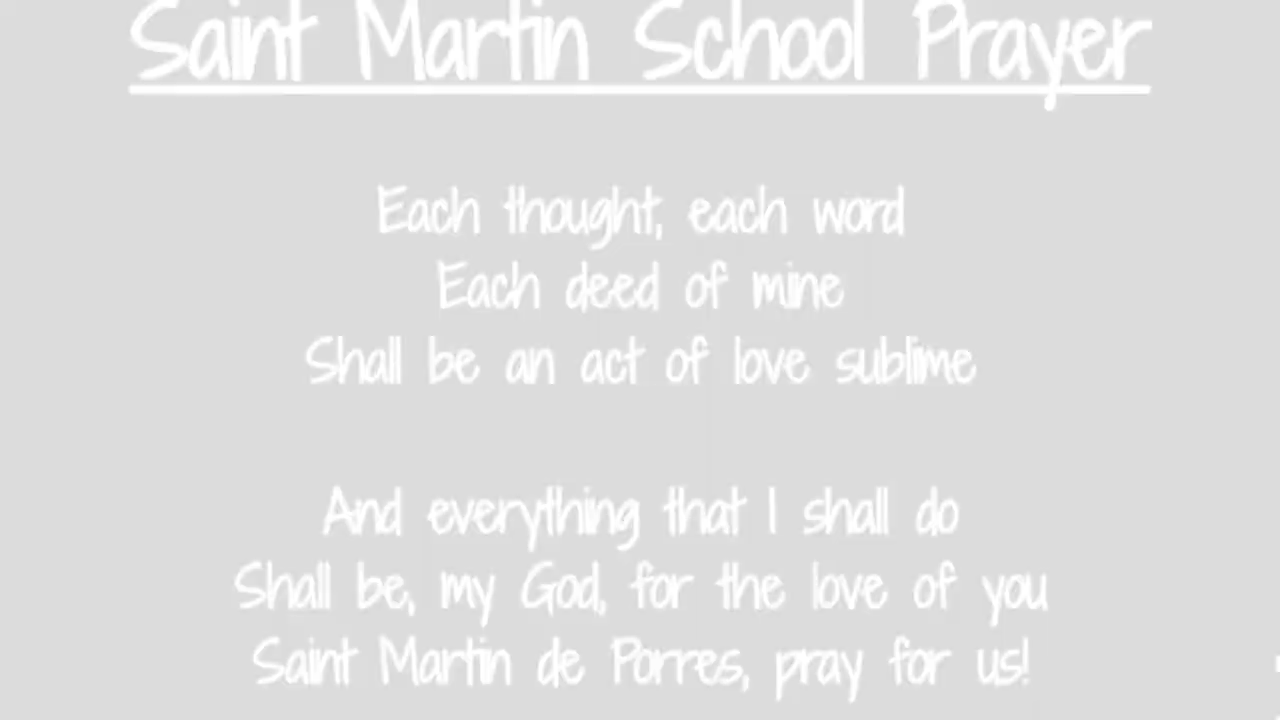 Saint Martin School Prayer
Each thought, each word
Each deed of mine
Shall be an act of love sublime
And everything that I shall do
Shall be, my God, for the love of you
Saint Martin de Porres, pray for us!